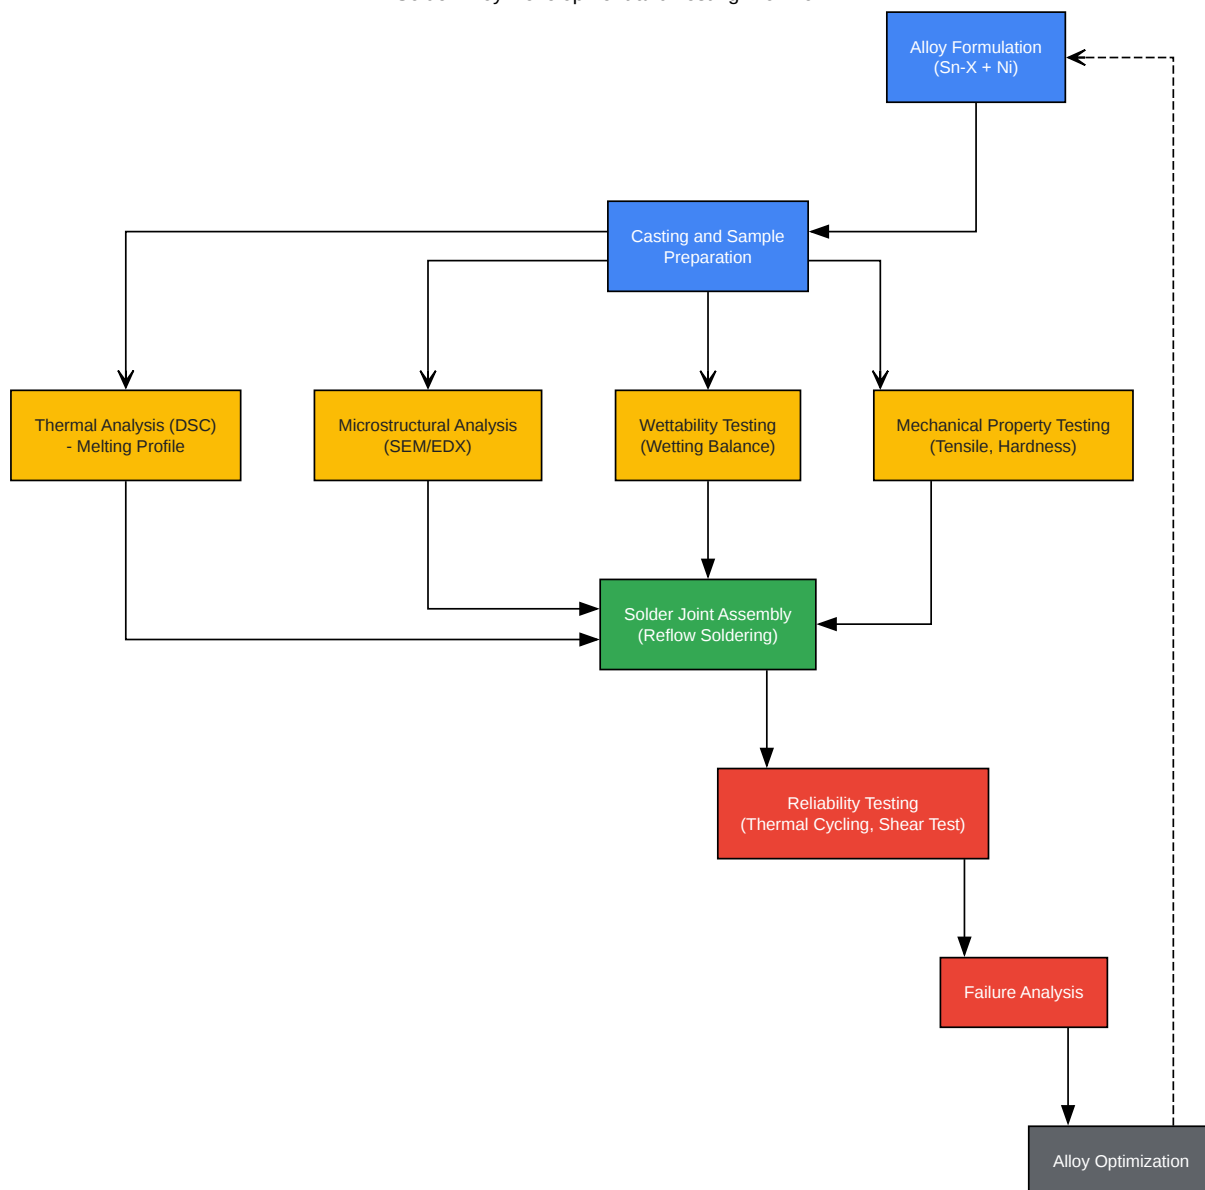 Alloy Formulation
(Sn-X + Ni)
Casting and Sample
Preparation
Thermal Analysis (DSC)
- Melting Profile
Microstructural Analysis
(SEM/EDX)
Wettability Testing
(Wetting Balance)
Mechanical Property Testing
(Tensile, Hardness)
Solder Joint Assembly
(Reflow Soldering)
Reliability Testing
(Thermal Cycling, Shear Test)
Failure Analysis
Alloy Optimization